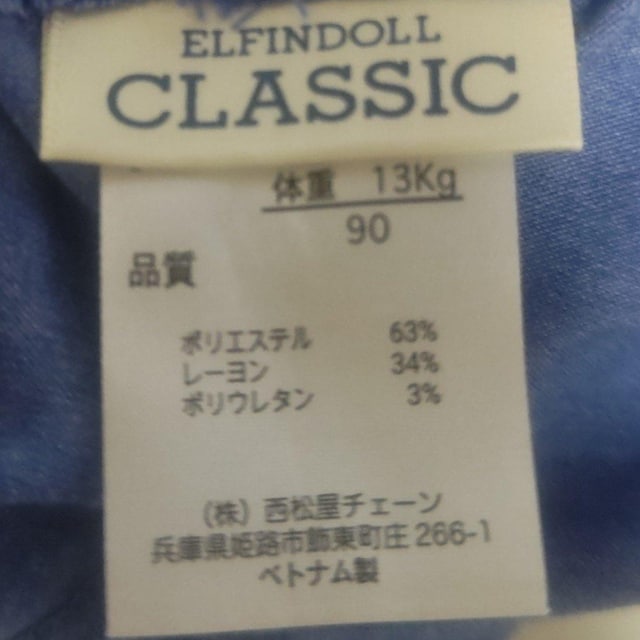 ELFINDOLL
CLASSIC
体重 13Kg
90
品質
ポリエステル 63%
レーヨン 34%
ポリウレタン 3%
(株) 西松屋チェーン
兵庫県姫路市飾東町庄 266-1
ベトナム製